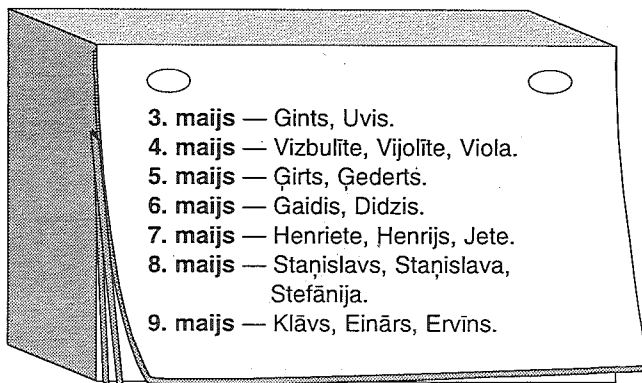 3. maijs — Gints, Uvis.
4. maijs — Vizbulīte, Vijolīte, Viola.
5. maijs — Ģirts, Ģederts.
6. maijs — Gaidis, Didzis.
7. maijs — Henriete, Henrijs, Jete.
8. maijs — Staņislavs, Staņislava,
Stefānija.
9. maijs — Klāvs, Einārs, Ervīns.